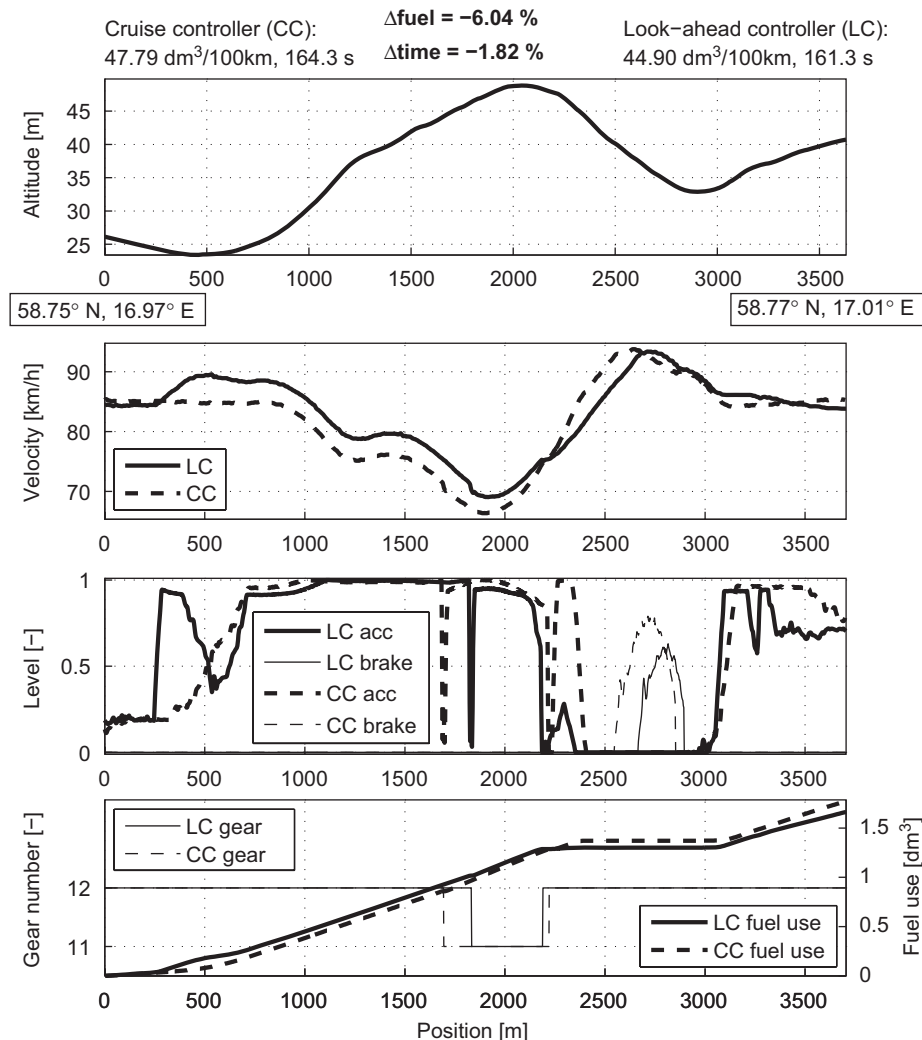 Cruise controller (CC):
47.79 dm³/100km, 164.3 s
Δfuel = −6.04 %
Δtime = −1.82 %
Look−ahead controller (LC):
44.90 dm³/100km, 161.3 s
Altitude [m]
45
40
35
30
25
0 500 1000 1500 2000 2500 3000 3500
58.75° N, 16.97° E
58.77° N, 17.01° E
Velocity [km/h]
90
80
70
LC
CC
0 500 1000 1500 2000 2500 3000 3500
Level [−]
1
0.5
0
LC acc
LC brake
CC acc
CC brake
0 500 1000 1500 2000 2500 3000 3500
Gear number [−]
12
11
LC gear
CC gear
LC fuel use
CC fuel use
1.5
1
0.5
0
Fuel use [dm³]
0 500 1000 1500 2000 2500 3000 3500
Position [m]